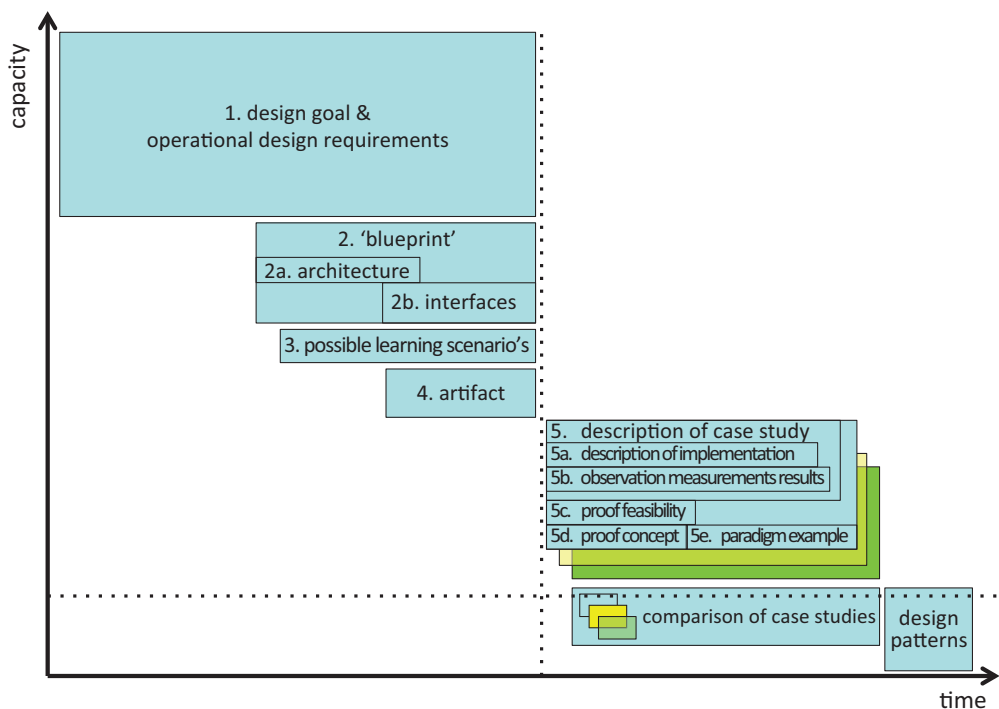 capacity
1. design goal &
operational design requirements
2. ‘blueprint’
2a. architecture
2b. interfaces
3. possible learning scenario’s
4. artifact
5. description of case study
5a. description of implementation
5b. observation measurements results
5c. proof feasibility
5d. proof concept
5e. paradigm example
comparison of case studies
design
patterns
time